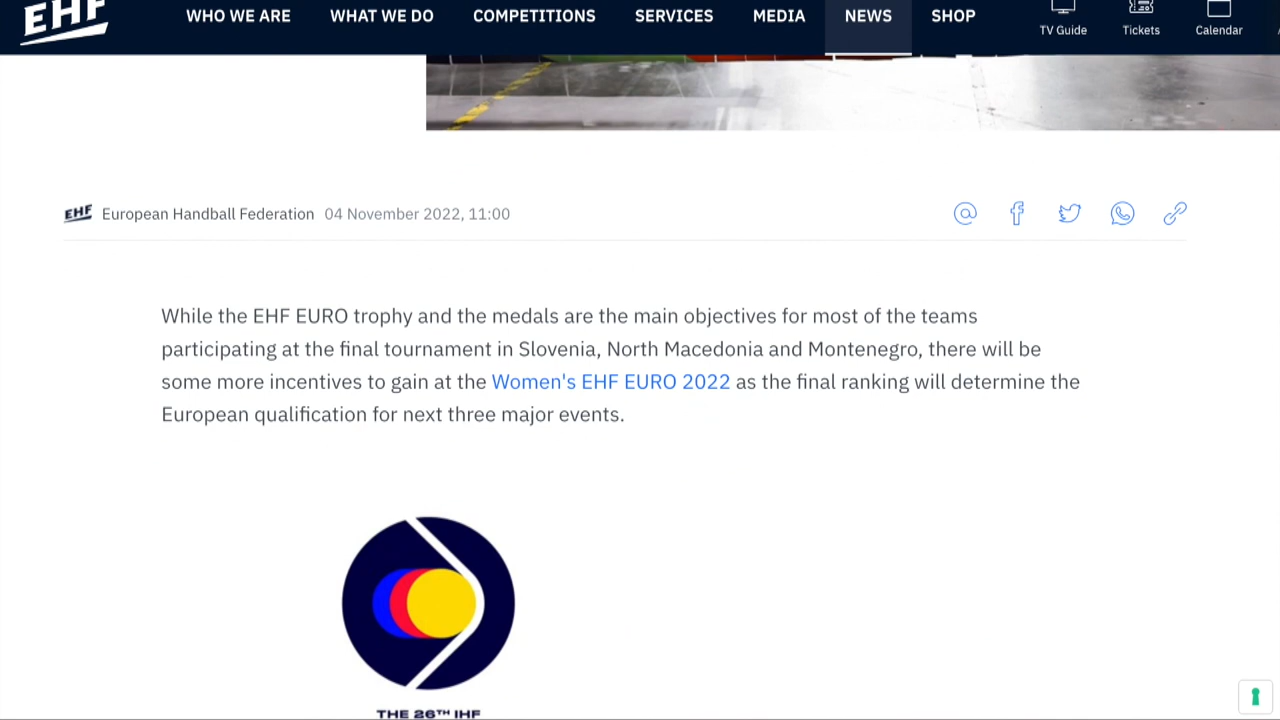 EHF
WHO WE ARE
WHAT WE DO
COMPETITIONS
SERVICES
MEDIA
NEWS
SHOP
TV Guide
Tickets
Calendar
EHF European Handball Federation 04 November 2022, 11:00
While the EHF EURO trophy and the medals are the main objectives for most of the teams
participating at the final tournament in Slovenia, North Macedonia and Montenegro, there will be
some more incentives to gain at the Women's EHF EURO 2022 as the final ranking will determine the
European qualification for next three major events.
THE 26TH IHF